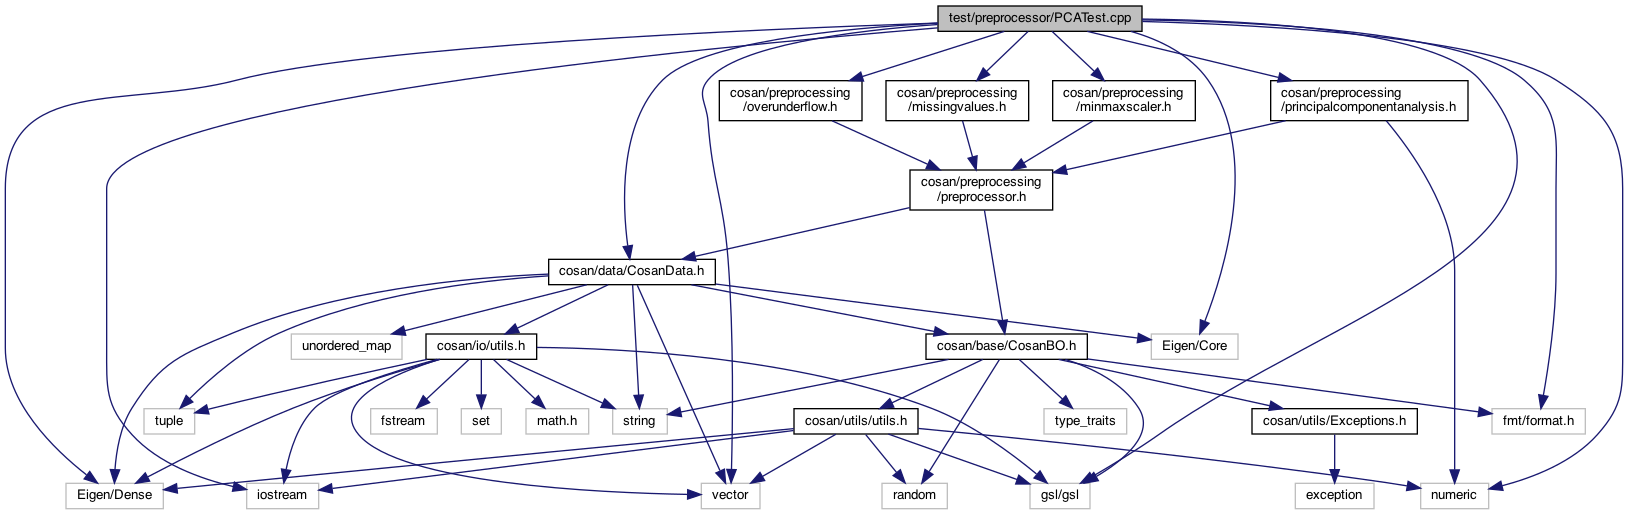 test/preprocessor/PCATest.cpp
cosan/preprocessing
/overunderflow.h
cosan/preprocessing
/missingvalues.h
cosan/preprocessing
/minmaxscaler.h
cosan/preprocessing
/principalcomponentanalysis.h
cosan/preprocessing
/preprocessor.h
cosan/data/CosanData.h
unordered_map
cosan/io/utils.h
cosan/base/CosanBO.h
Eigen/Core
tuple
fstream
set
math.h
string
cosan/utils/utils.h
type_traits
cosan/utils/Exceptions.h
fmt/format.h
Eigen/Dense
iostream
vector
random
gsl/gsl
exception
numeric